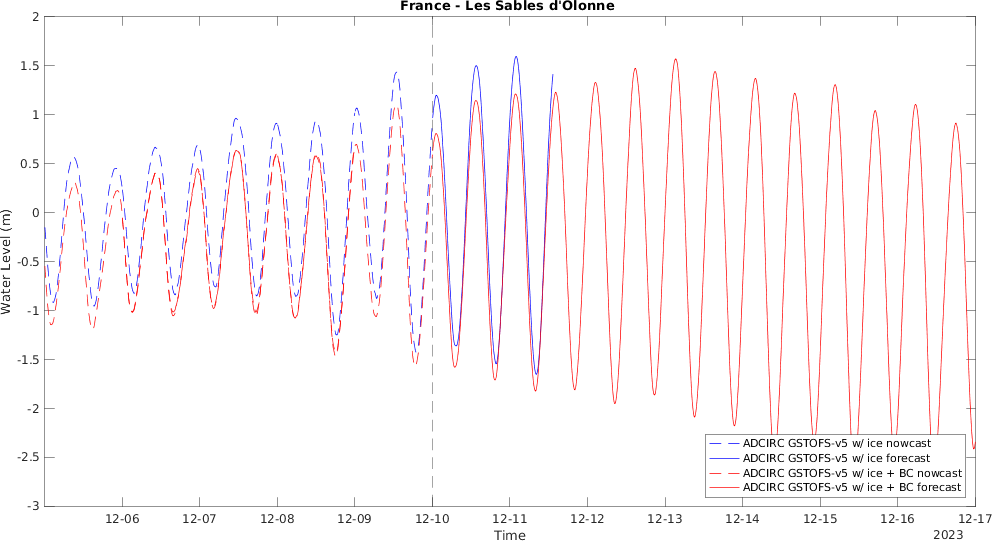 France - Les Sables d'Olonne
2
1.5
1
0.5
0
-0.5
-1
-1.5
-2
-2.5
-3
Water Level (m)
ADCIRC GSTOFS-v5 w/ ice nowcast
ADCIRC GSTOFS-v5 w/ ice forecast
ADCIRC GSTOFS-v5 w/ ice + BC nowcast
ADCIRC GSTOFS-v5 w/ ice + BC forecast
12-06 12-07 12-08 12-09 12-10 12-11 12-12 12-13 12-14 12-15 12-16 12-17
Time
2023